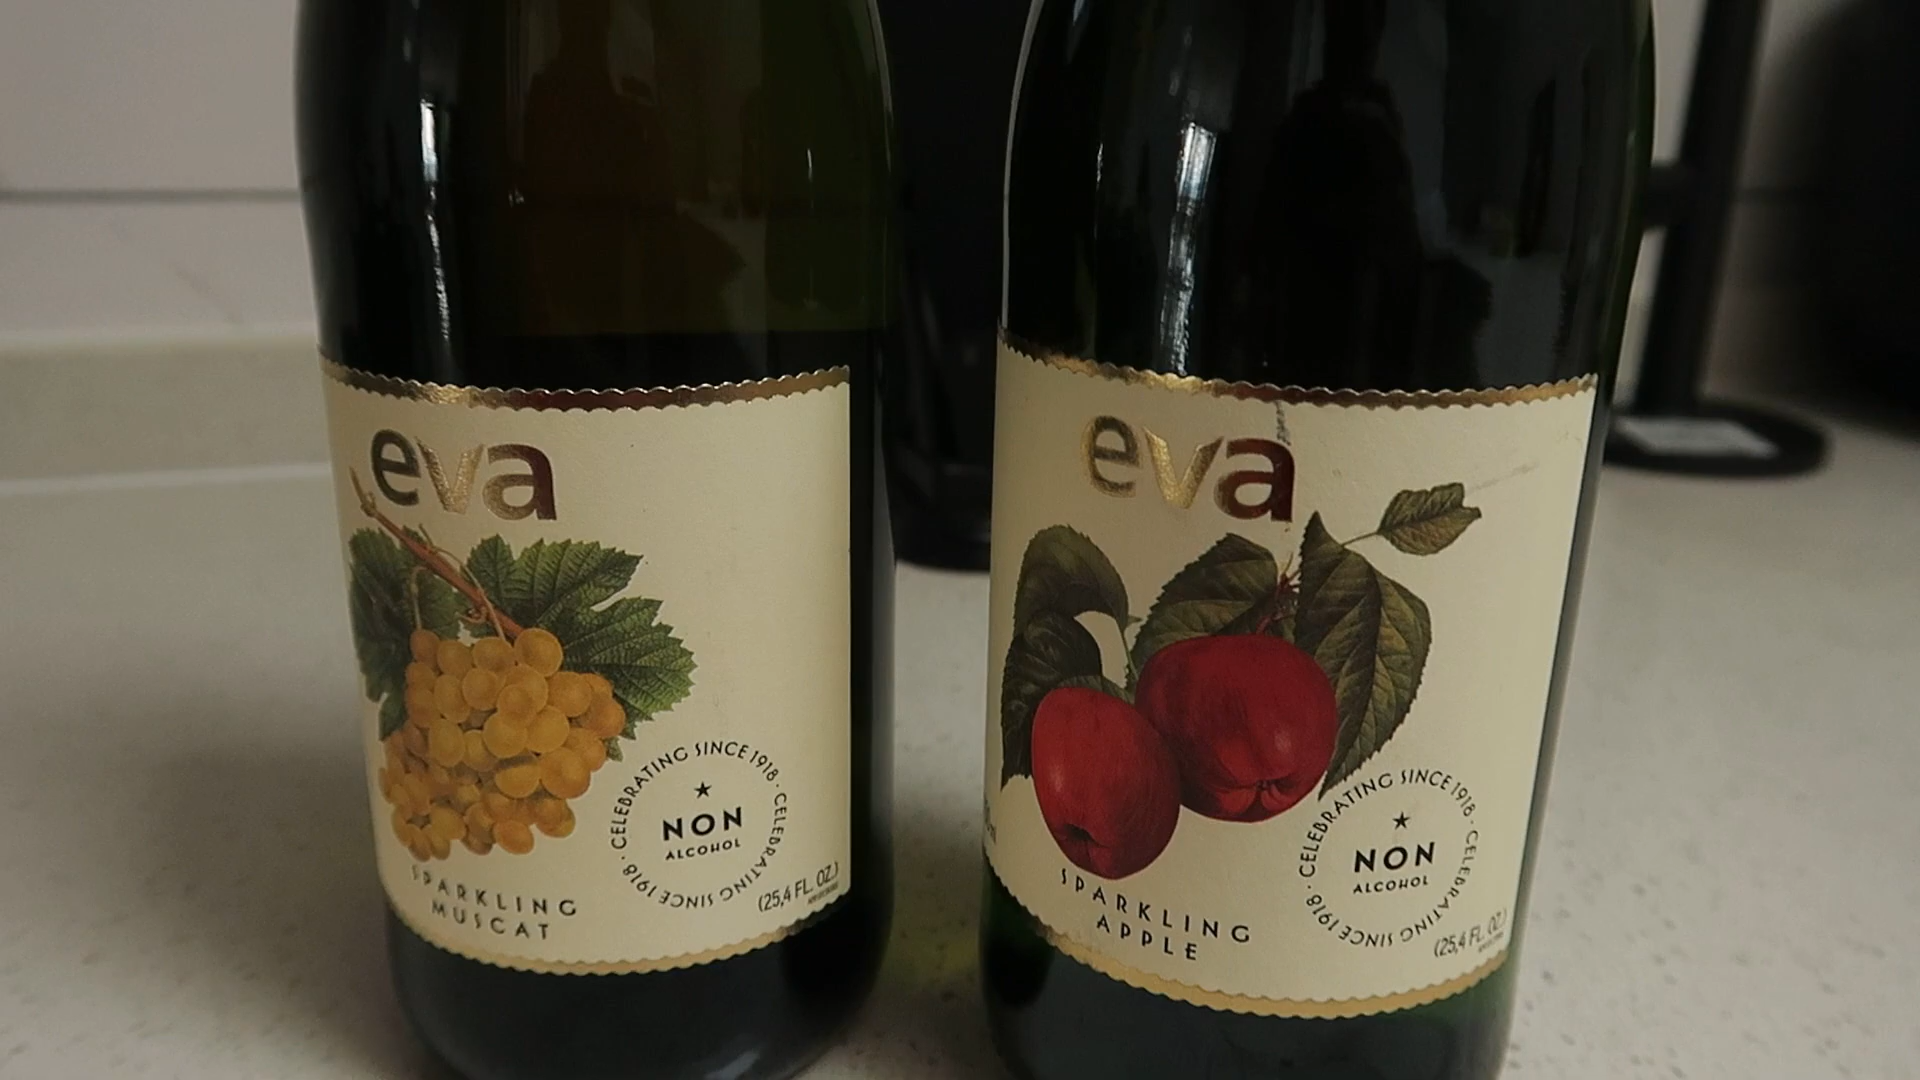 eva
CELEBRATING SINCE 1918 · CELEBRATING SINCE 1918 ·
NON
ALCOHOL
(25,4 FL. OZ.)
SPARKLING
MUSCAT
eva
CELEBRATING SINCE 1918 · CELEBRATING SINCE 1918 ·
NON
ALCOHOL
(25,4 FL. OZ.)
SPARKLING
APPLE